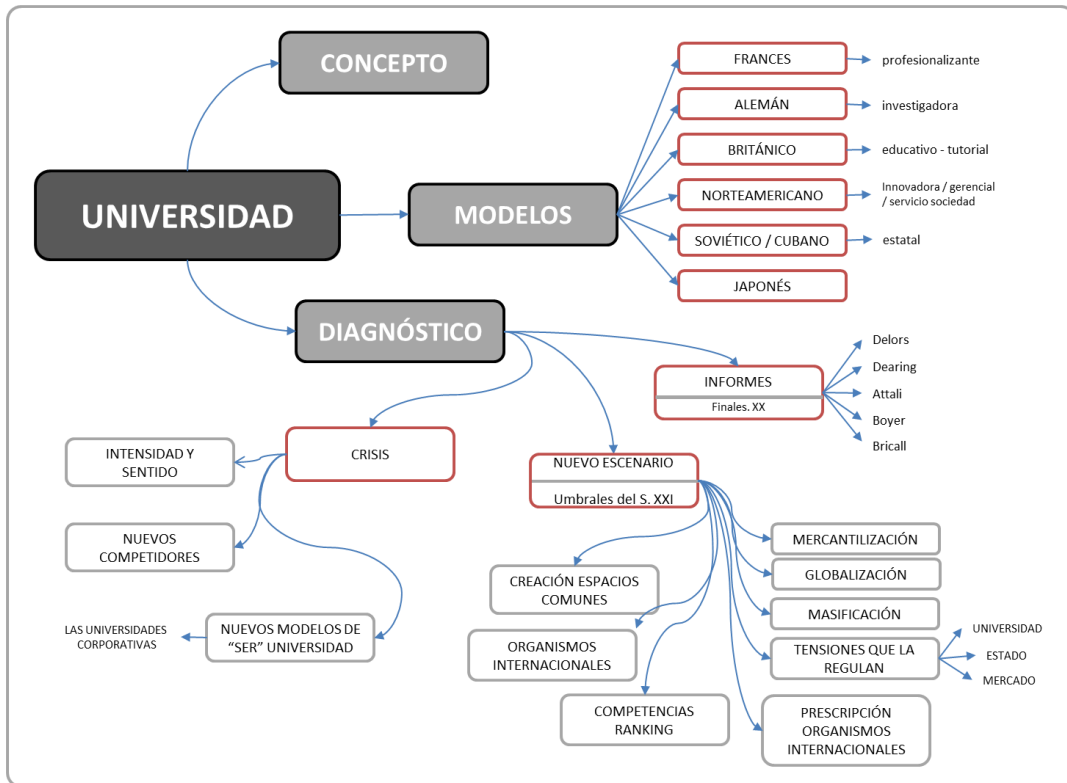 CONCEPTO
UNIVERSIDAD
MODELOS
FRANCES
profesionalizante
ALEMÁN
investigadora
BRITÁNICO
educativo - tutorial
NORTEAMERICANO
Innovadora / gerencial
/ servicio sociedad
SOVIÉTICO / CUBANO
estatal
JAPONÉS
DIAGNÓSTICO
INFORMES
Finales. XX
Delors
Dearing
Attali
Boyer
Bricall
CRISIS
INTENSIDAD Y
SENTIDO
NUEVOS
COMPETIDORES
NUEVOS MODELOS DE
“SER” UNIVERSIDAD
LAS UNIVERSIDADES
CORPORATIVAS
NUEVO ESCENARIO
Umbrales del S. XXI
CREACIÓN ESPACIOS
COMUNES
ORGANISMOS
INTERNACIONALES
COMPETENCIAS
RANKING
MERCANTILIZACIÓN
GLOBALIZACIÓN
MASIFICACIÓN
TENSIONES QUE LA
REGULAN
UNIVERSIDAD
ESTADO
MERCADO
PRESCRIPCIÓN
ORGANISMOS
INTERNACIONALES